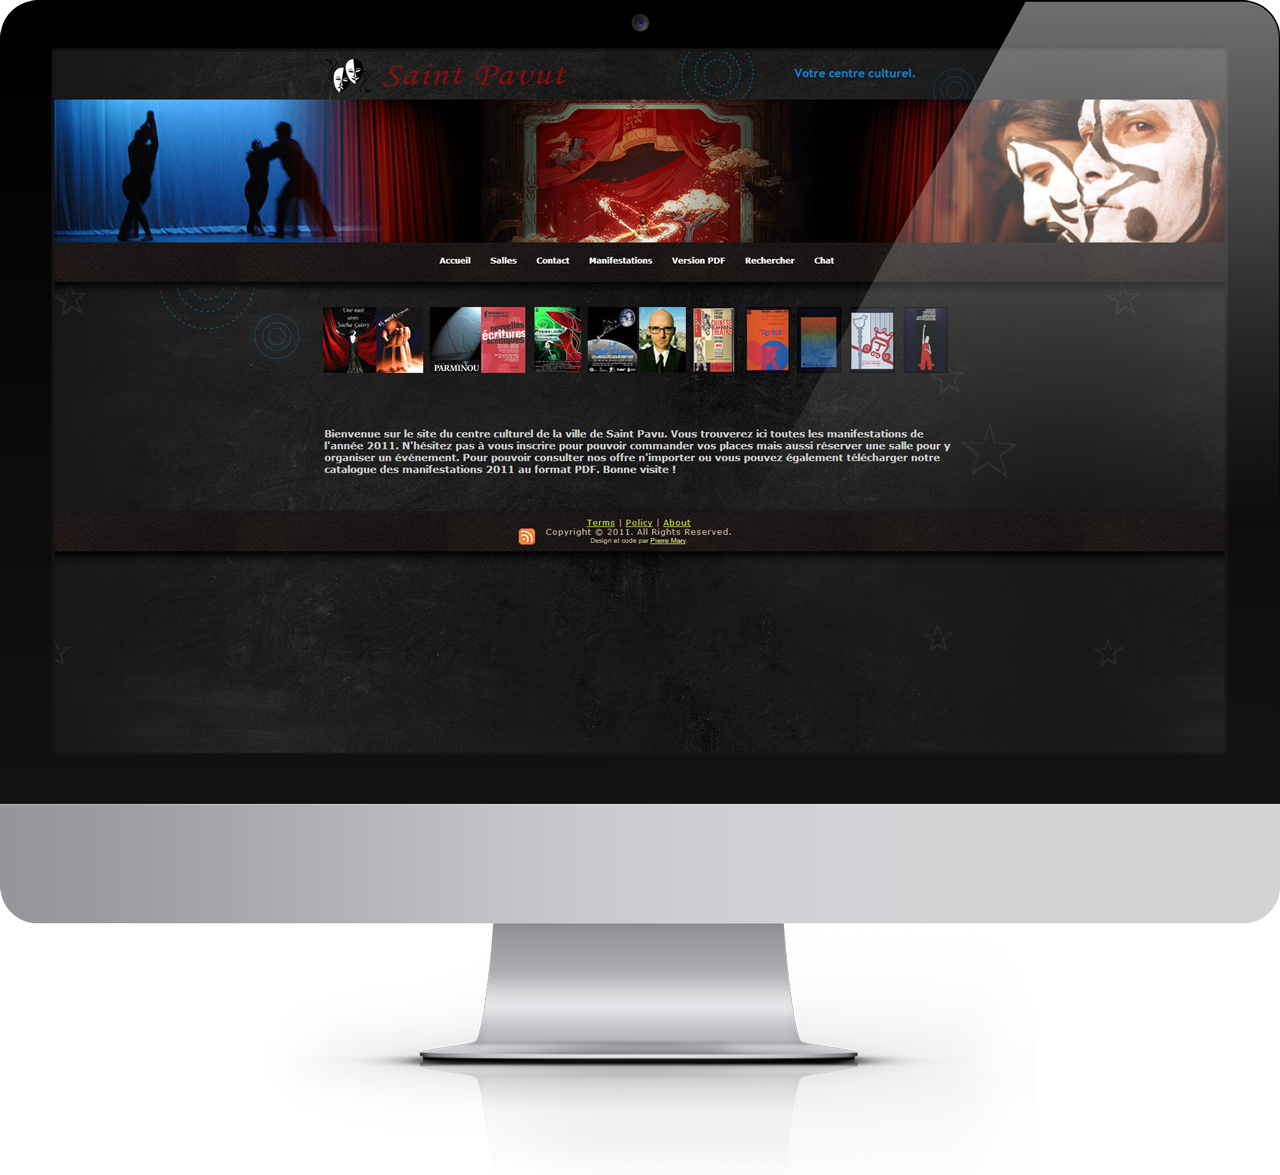 Saint Pavut
Votre centre culturel.
Accueil Salles Contact Manifestations Version PDF Rechercher Chat
Une nuit
avec
Sacha Guitry
PARMINOU
nouvelles
écritures
scéniques
Bienvenue sur le site du centre culturel de la ville de Saint Pavu. Vous trouverez ici toutes les manifestations de
l'année 2011. N'hésitez pas à vous inscrire pour pouvoir commander vos places mais aussi réserver une salle pour y
organiser un événement. Pour pouvoir consulter nos offre n'importer ou vous pouvez également télécharger notre
catalogue des manifestations 2011 au format PDF. Bonne visite !
Terms | Policy | About
Copyright © 2011. All Rights Reserved.
Design et code par Pierre Mary.